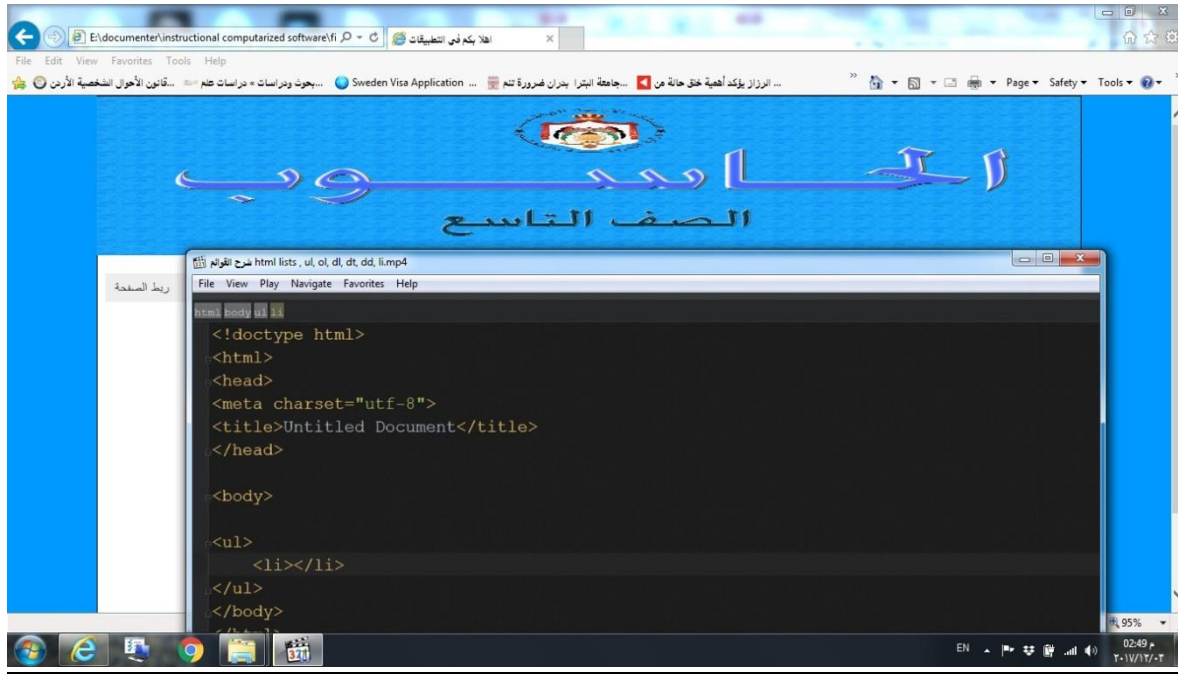 E:\documenter\instructional computarized software\fi
اهلا بكم في التطبيقات
File Edit View Favorites Tools Help
قانون الأحوال الشخصية الأردن...
بحوث ودراسات » دراسات علم...
Sweden Visa Application ...
جامعة البترا بدران ضرورة تنم...
الرزاز يؤكد أهمية خلق حالة من ...
Page Safety Tools
الحاسوب
الصف التاسع
ربط الصفحة
شرح القوائم html lists , ul, ol, dl, dt, dd, li.mp4
File View Play Navigate Favorites Help
html body ul li
<!doctype html>
<html>
<head>
<meta charset="utf-8">
<title>Untitled Document</title>
</head>
<body>
<ul>
<li></li>
</ul>
</body>
</html>
95%
EN
321
02:49 م
٢٠١٧/١٢/٠٣